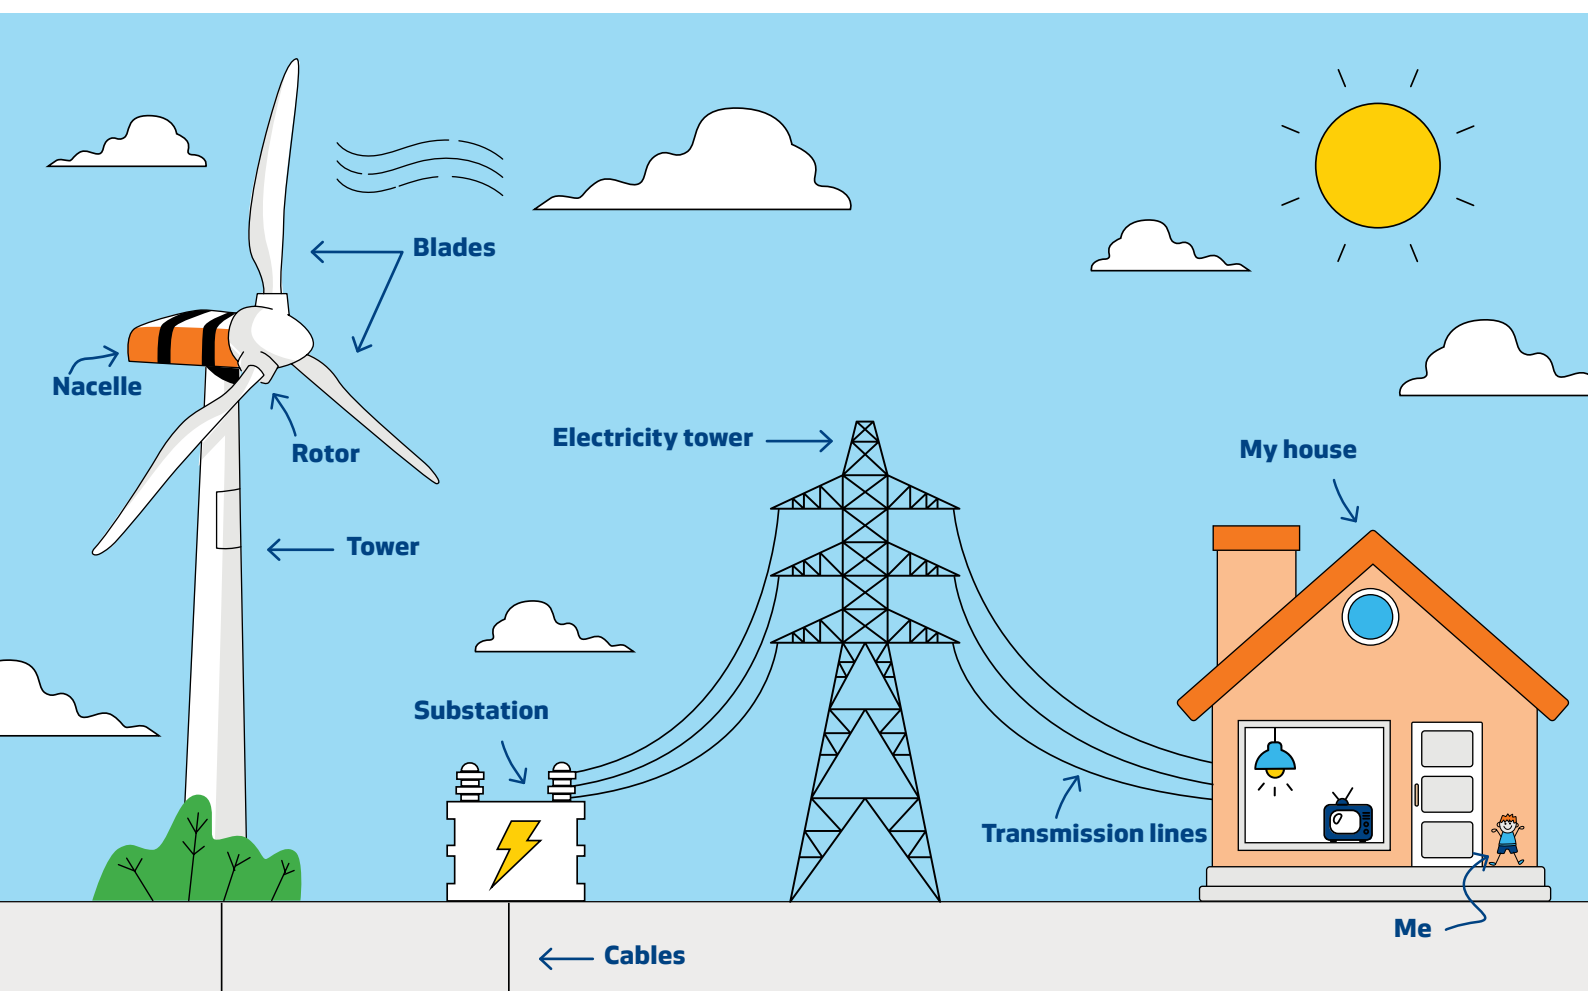 Blades
Nacelle
Rotor
Electricity tower
My house
Tower
Substation
Transmission lines
Me
Cables